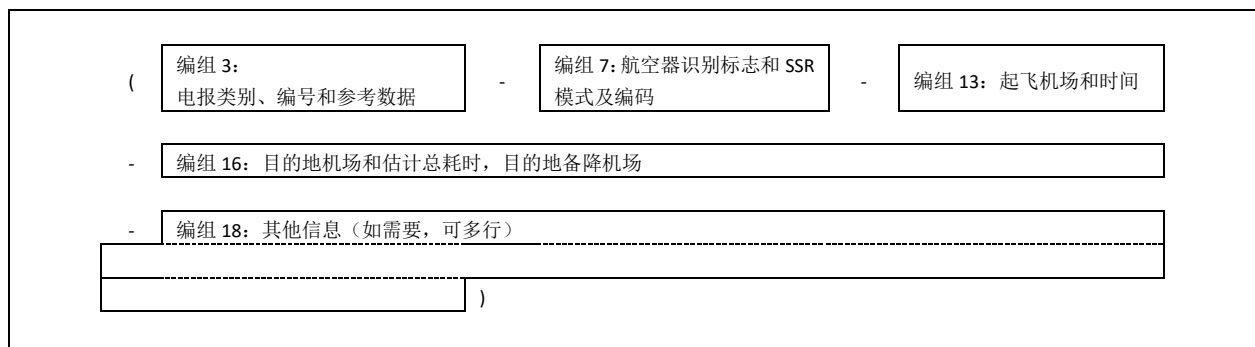 ( 编组 3： - 编组 7：航空器识别标志和 SSR - 编组 13：起飞机场和时间
电报类别、编号和参考数据 模式及编码
- 编组 16：目的地机场和估计总耗时，目的地备降机场
- 编组 18：其他信息（如需要，可多行）
)